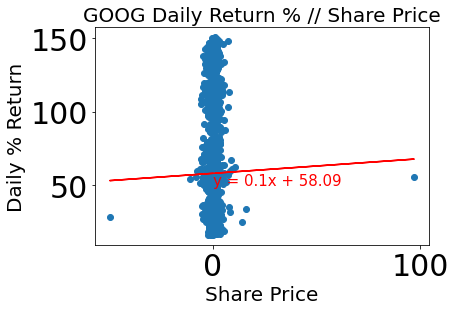 GOOG Daily Return % // Share Price
150
100
50
Daily % Return
y = 0.1x + 58.09
0
100
Share Price